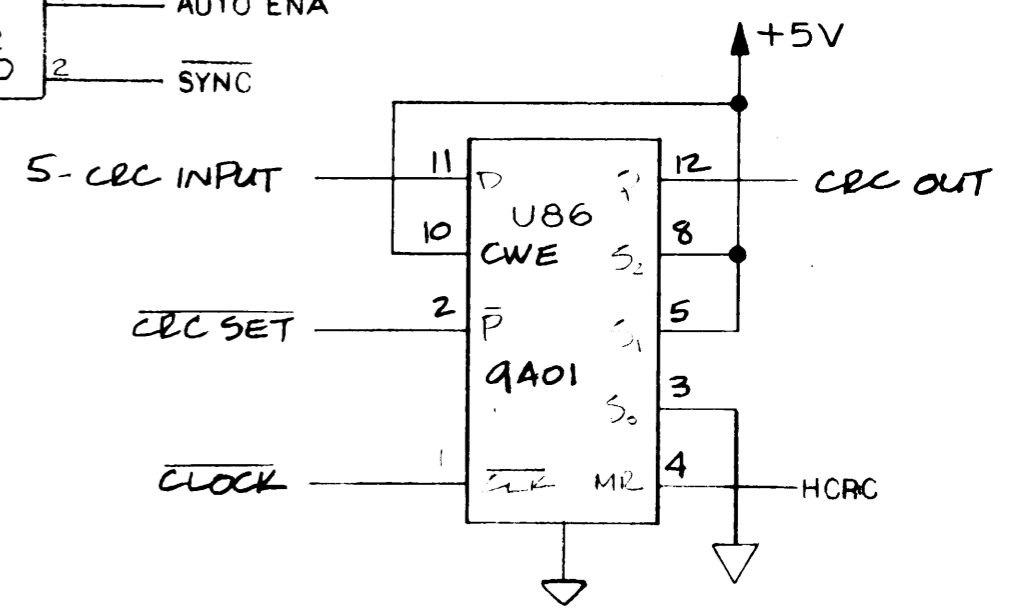 AUTO ENA
2 SYNC
+5V
5-CRC INPUT 11 D 12 CRC OUT
U86
10 CWE S2 8
CRC SET 2 P S1 5
9401
S0 3
CLOCK 1 CLK MR 4 HCRC